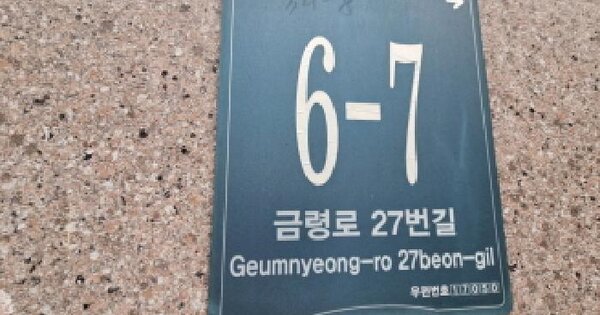 6-7
금령로 27번길
Geumnyeong-ro 27beon-gil
우편번호 17050